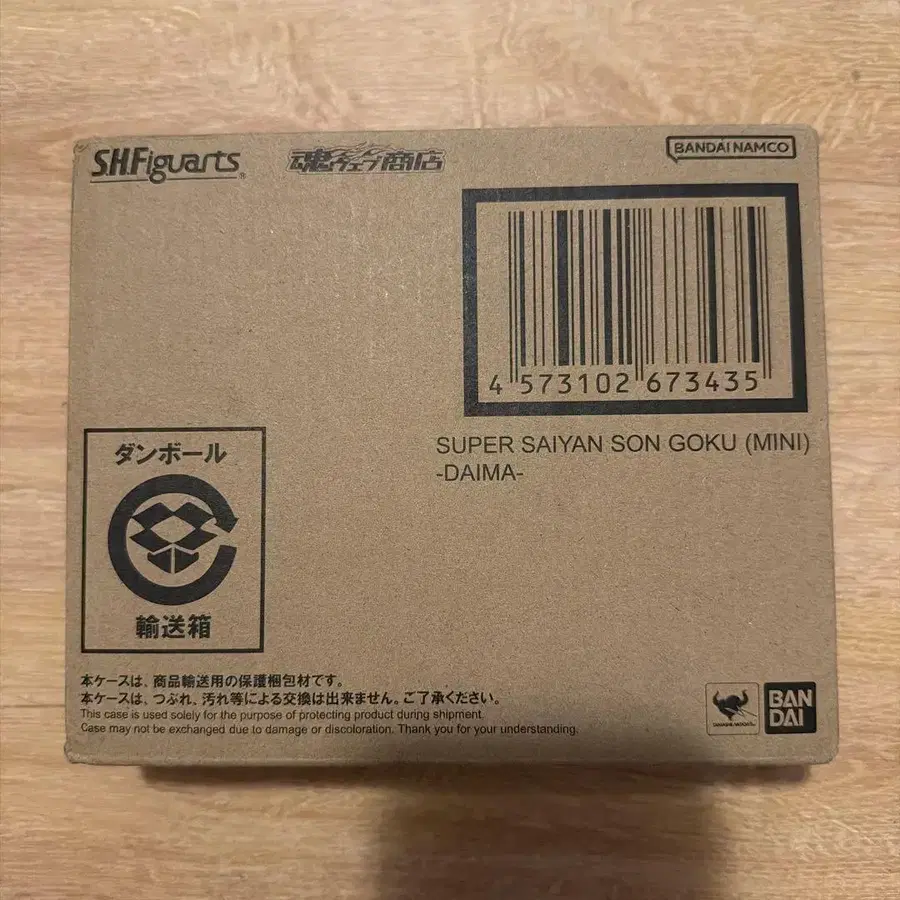 S.H.Figuarts
魂ウェブ商店
BANDAI NAMCO
4 573102 673435
SUPER SAIYAN SON GOKU (MINI)
-DAIMA-
ダンボール
輸送箱
本ケースは、商品輸送用の保護梱包材です。
本ケースは、つぶれ、汚れ等による交換は出来ません。ご了承ください。
This case is used solely for the purpose of protecting product during shipment.
Case may not be exchanged due to damage or discoloration. Thank you for your understanding.
BAN
DAI